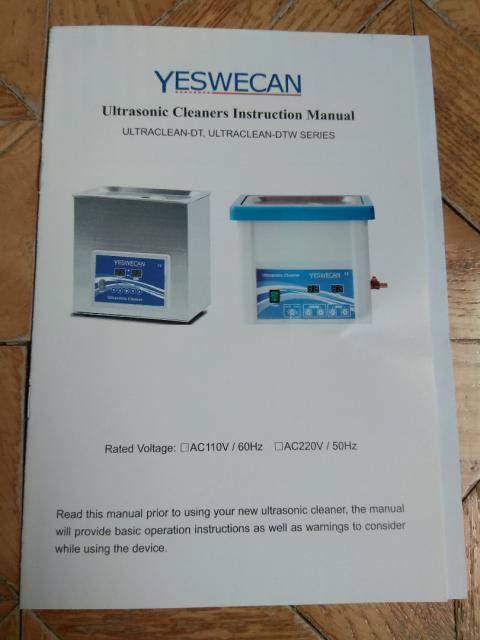 YESWECAN
Ultrasonic Cleaners Instruction Manual
ULTRACLEAN-DT, ULTRACLEAN-DTW SERIES
YESWECAN
Ultrasonic Cleaner
Ultrasonic Cleaner YESWECAN
Rated Voltage: ☐AC110V / 60Hz ☐AC220V / 50Hz
Read this manual prior to using your new ultrasonic cleaner, the manual
will provide basic operation instructions as well as warnings to consider
while using the device.